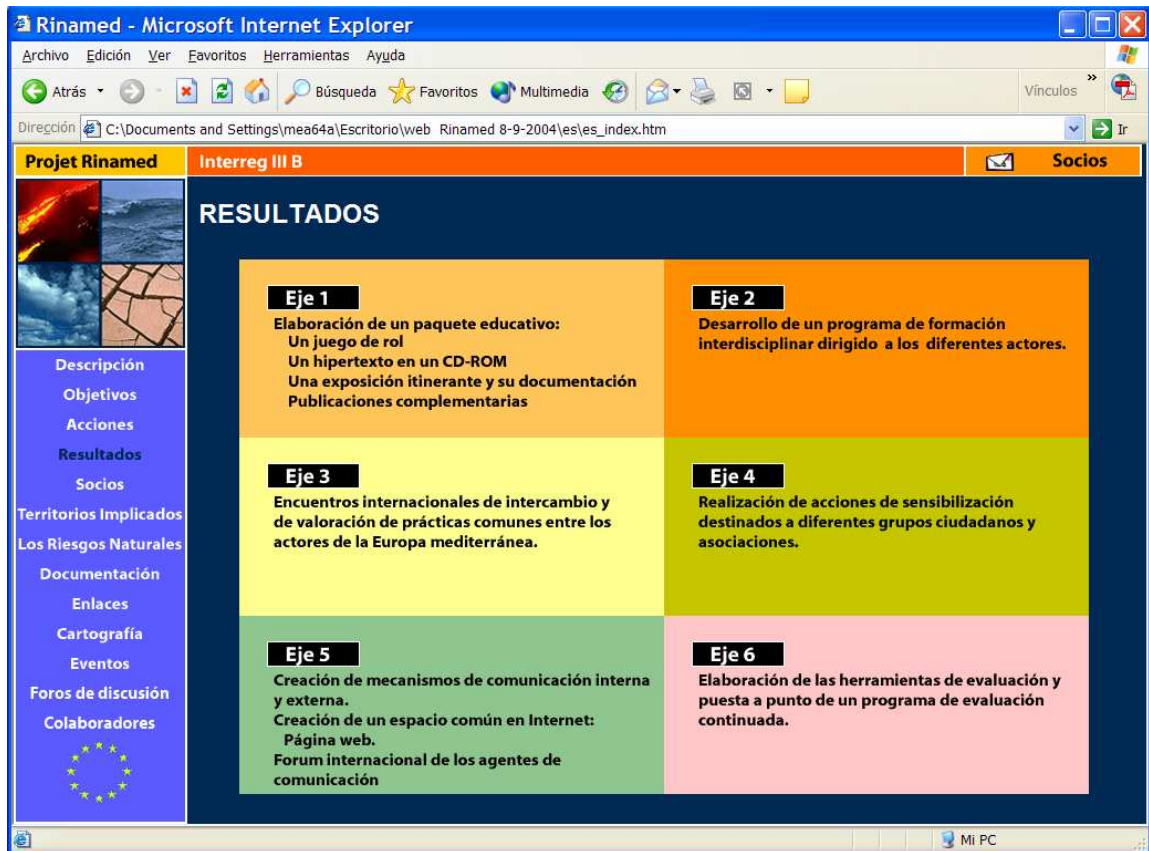 Rinamed - Microsoft Internet Explorer
Archivo Edición Ver Favoritos Herramientas Ayuda
Atrás Búsqueda Favoritos Multimedia Vínculos »
Dirección C:\Documents and Settings\mea64a\Escritorio\web Rinamed 8-9-2004\es\es_index.htm Ir
Projet Rinamed Interreg III B Socios
RESULTADOS
Descripción
Objetivos
Acciones
Resultados
Socios
Territorios Implicados
Los Riesgos Naturales
Documentación
Enlaces
Cartografía
Eventos
Foros de discusión
Colaboradores
Eje 1
Elaboración de un paquete educativo:
Un juego de rol
Un hipertexto en un CD-ROM
Una exposición itinerante y su documentación
Publicaciones complementarias
Eje 2
Desarrollo de un programa de formación
interdisciplinar dirigido a los diferentes actores.
Eje 3
Encuentros internacionales de intercambio y
de valoración de prácticas comunes entre los
actores de la Europa mediterránea.
Eje 4
Realización de acciones de sensibilización
destinados a diferentes grupos ciudadanos y
asociaciones.
Eje 5
Creación de mecanismos de comunicación interna
y externa.
Creación de un espacio común en Internet:
Página web.
Forum internacional de los agentes de
comunicación
Eje 6
Elaboración de las herramientas de evaluación y
puesta a punto de un programa de evaluación
continuada.
Mi PC